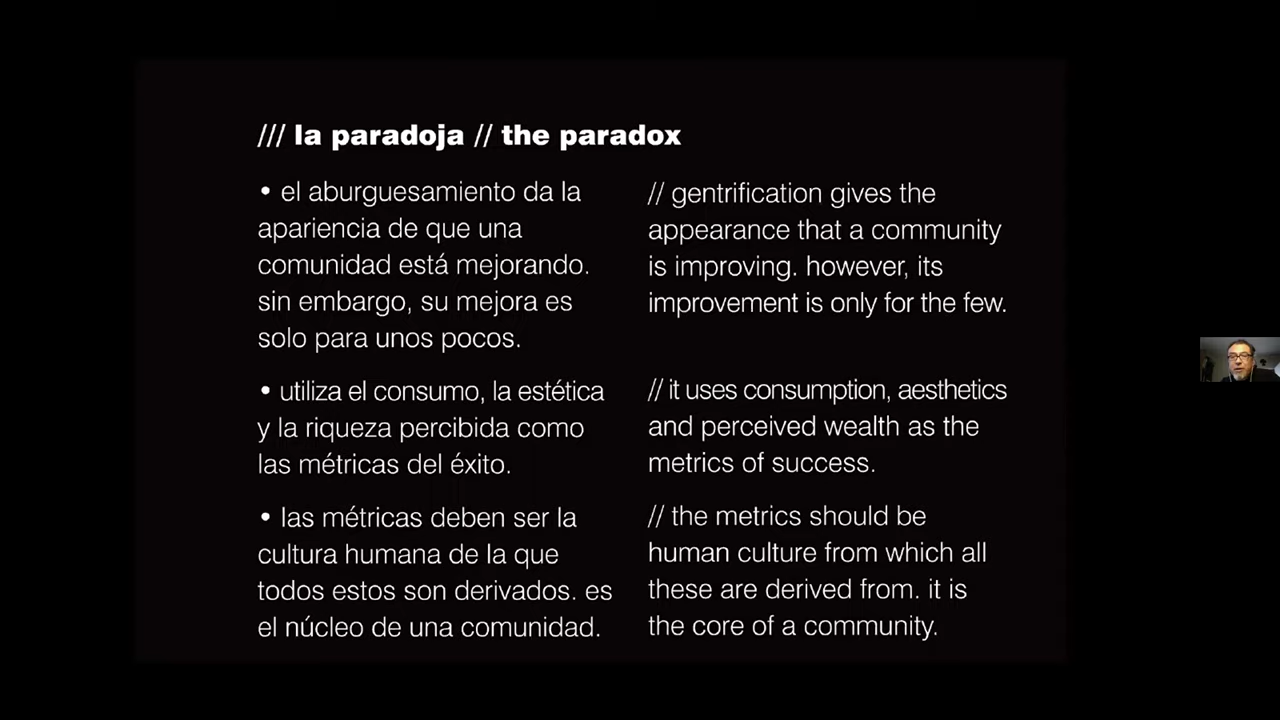 /// la paradoja // the paradox
• el aburguesamiento da la
apariencia de que una
comunidad está mejorando.
sin embargo, su mejora es
solo para unos pocos.
• utiliza el consumo, la estética
y la riqueza percibida como
las métricas del éxito.
• las métricas deben ser la
cultura humana de la que
todos estos son derivados. es
el núcleo de una comunidad.
// gentrification gives the
appearance that a community
is improving. however, its
improvement is only for the few.
// it uses consumption, aesthetics
and perceived wealth as the
metrics of success.
// the metrics should be
human culture from which all
these are derived from. it is
the core of a community.